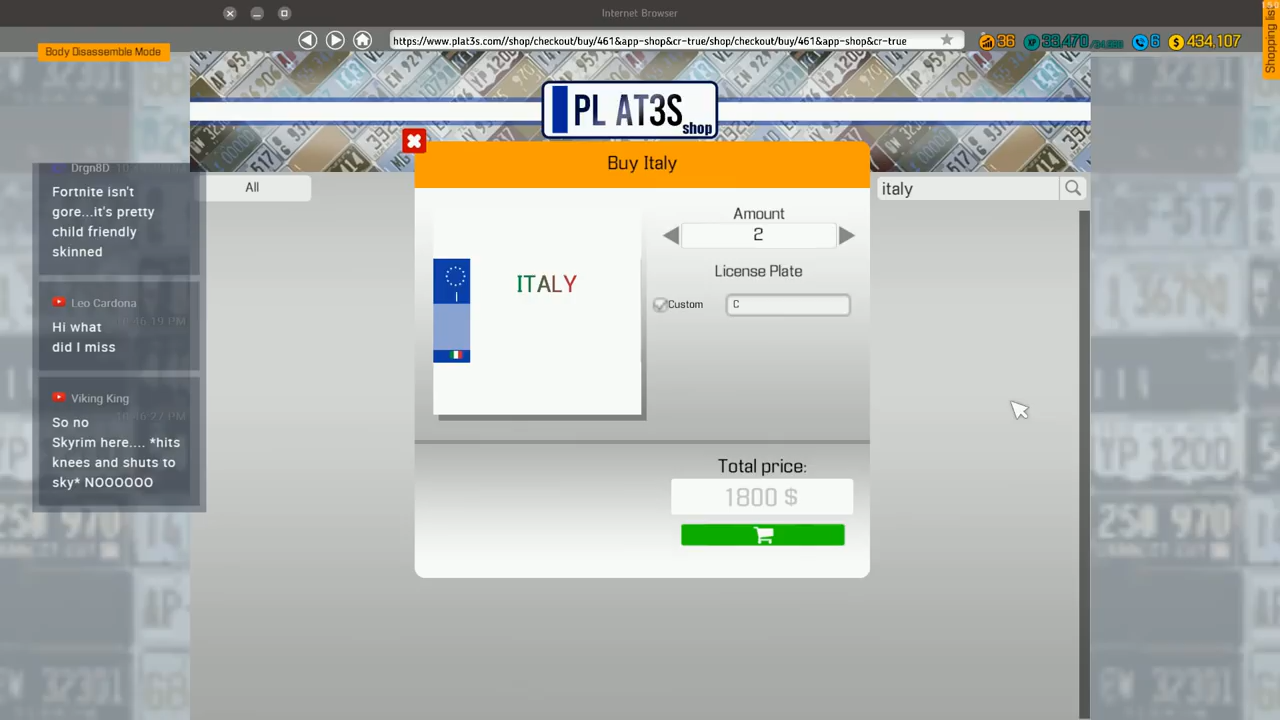 Internet Browser
https://www.plat3s.com//shop/checkout/buy/461&app-shop&cr-true/shop/checkout/buy/461&app-shop&cr-true
36
6
434,107
Shopping list
Body Disassemble Mode
PL AT3S
shop
Buy Italy
All
italy
Drgn8D
Fortnite isn't
gore...it's pretty
child friendly
skinned
Leo Cardona
Hi what
did I miss
Viking King
So no
Skyrim here.... *hits
knees and shuts to
sky* NOOOOOO
ITALY
I
Amount
2
License Plate
Custom
C
Total price:
1800 $